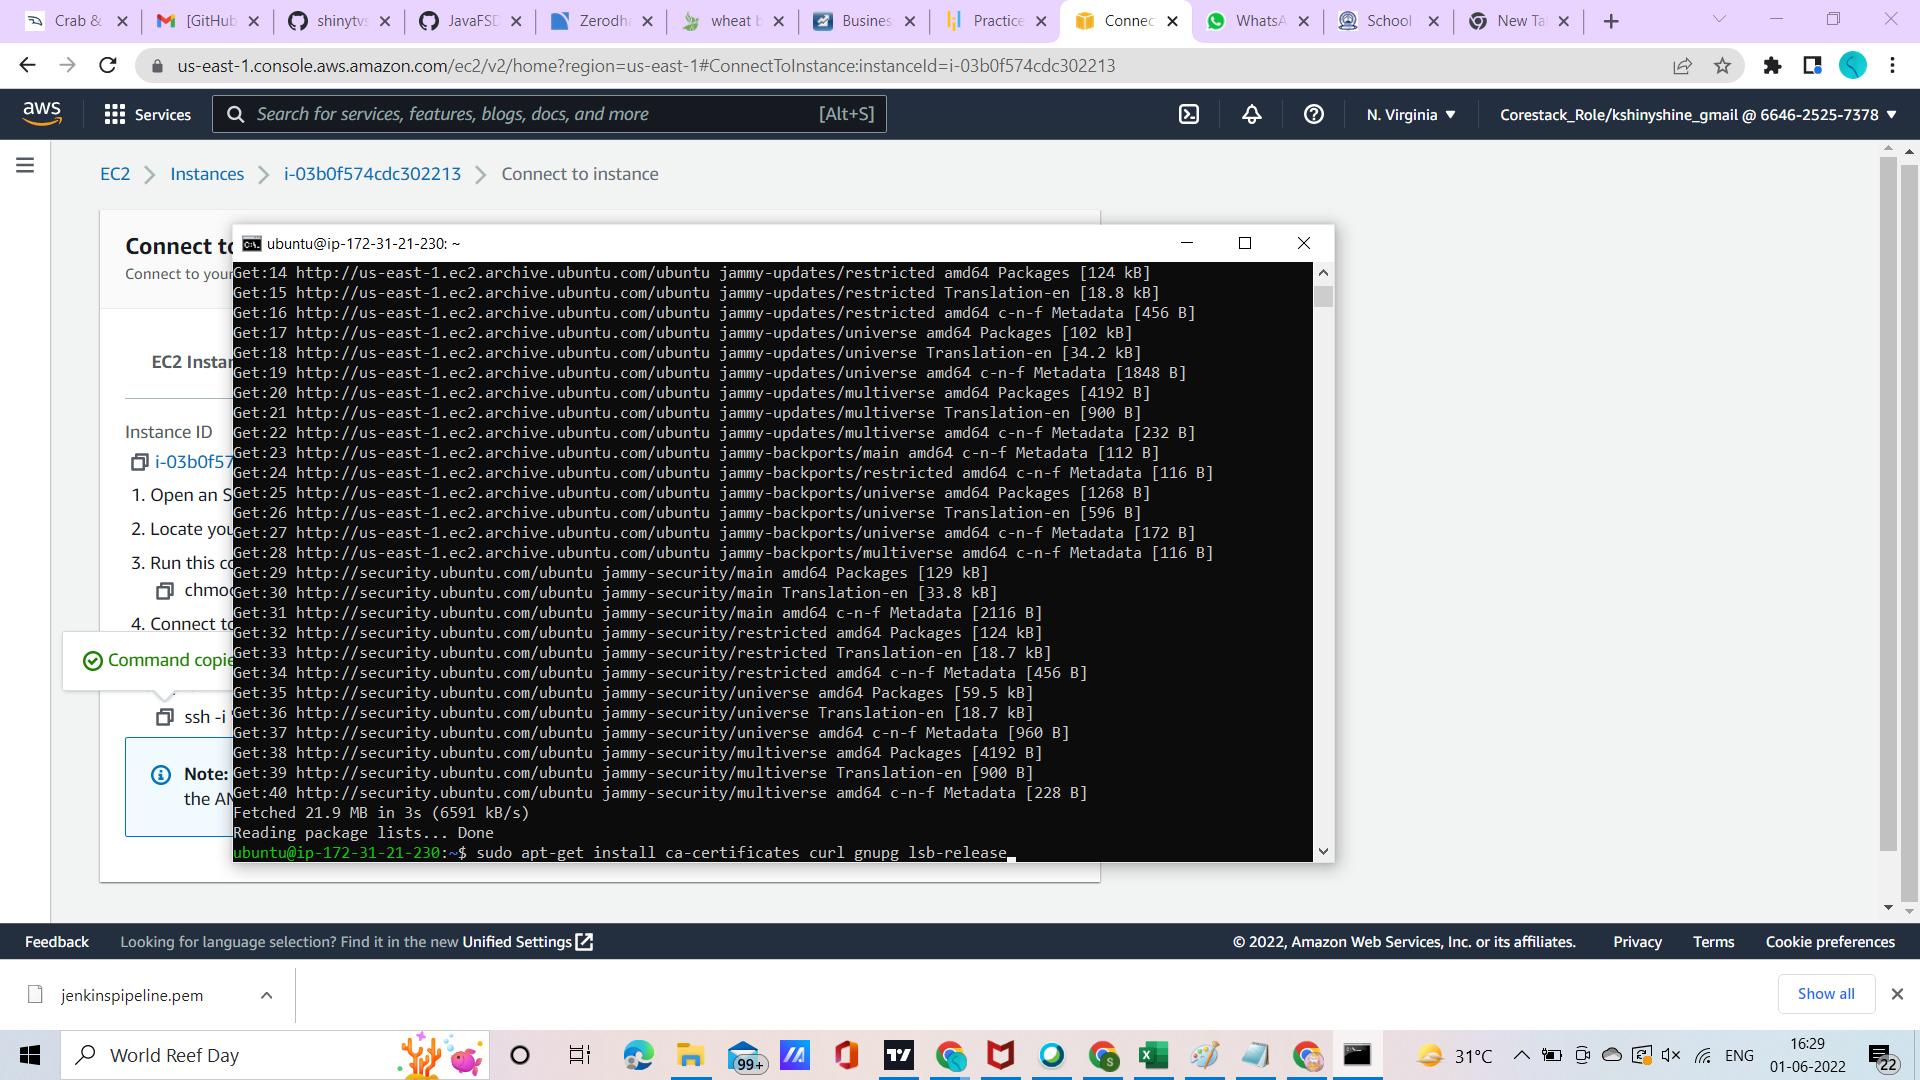 Crab &
[GitHub
shinytvs
JavaFSD
Zerodha
wheat b
Busines
Practice
Connec
WhatsA
School
New Ta
us-east-1.console.aws.amazon.com/ec2/v2/home?region=us-east-1#ConnectToInstance:instanceId=i-03b0f574cdc302213
aws
Services
Search for services, features, blogs, docs, and more [Alt+S]
N. Virginia
Corestack_Role/kshinyshine_gmail @ 6646-2525-7378
EC2 Instances i-03b0f574cdc302213 Connect to instance
Connect to
Connect to your
EC2 Instan
Instance ID
i-03b0f57
1. Open an S
2. Locate you
3. Run this co
chmod
4. Connect to
Command copie
ssh -i
Note:
the AM
ubuntu@ip-172-31-21-230: ~
Get:14 http://us-east-1.ec2.archive.ubuntu.com/ubuntu jammy-updates/restricted amd64 Packages [124 kB]
Get:15 http://us-east-1.ec2.archive.ubuntu.com/ubuntu jammy-updates/restricted Translation-en [18.8 kB]
Get:16 http://us-east-1.ec2.archive.ubuntu.com/ubuntu jammy-updates/restricted amd64 c-n-f Metadata [456 B]
Get:17 http://us-east-1.ec2.archive.ubuntu.com/ubuntu jammy-updates/universe amd64 Packages [102 kB]
Get:18 http://us-east-1.ec2.archive.ubuntu.com/ubuntu jammy-updates/universe Translation-en [34.2 kB]
Get:19 http://us-east-1.ec2.archive.ubuntu.com/ubuntu jammy-updates/universe amd64 c-n-f Metadata [1848 B]
Get:20 http://us-east-1.ec2.archive.ubuntu.com/ubuntu jammy-updates/multiverse amd64 Packages [4192 B]
Get:21 http://us-east-1.ec2.archive.ubuntu.com/ubuntu jammy-updates/multiverse Translation-en [900 B]
Get:22 http://us-east-1.ec2.archive.ubuntu.com/ubuntu jammy-updates/multiverse amd64 c-n-f Metadata [232 B]
Get:23 http://us-east-1.ec2.archive.ubuntu.com/ubuntu jammy-backports/main amd64 c-n-f Metadata [112 B]
Get:24 http://us-east-1.ec2.archive.ubuntu.com/ubuntu jammy-backports/restricted amd64 c-n-f Metadata [116 B]
Get:25 http://us-east-1.ec2.archive.ubuntu.com/ubuntu jammy-backports/universe amd64 Packages [1268 B]
Get:26 http://us-east-1.ec2.archive.ubuntu.com/ubuntu jammy-backports/universe Translation-en [596 B]
Get:27 http://us-east-1.ec2.archive.ubuntu.com/ubuntu jammy-backports/universe amd64 c-n-f Metadata [172 B]
Get:28 http://us-east-1.ec2.archive.ubuntu.com/ubuntu jammy-backports/multiverse amd64 c-n-f Metadata [116 B]
Get:29 http://security.ubuntu.com/ubuntu jammy-security/main amd64 Packages [129 kB]
Get:30 http://security.ubuntu.com/ubuntu jammy-security/main Translation-en [33.8 kB]
Get:31 http://security.ubuntu.com/ubuntu jammy-security/main amd64 c-n-f Metadata [2116 B]
Get:32 http://security.ubuntu.com/ubuntu jammy-security/restricted amd64 Packages [124 kB]
Get:33 http://security.ubuntu.com/ubuntu jammy-security/restricted Translation-en [18.7 kB]
Get:34 http://security.ubuntu.com/ubuntu jammy-security/restricted amd64 c-n-f Metadata [456 B]
Get:35 http://security.ubuntu.com/ubuntu jammy-security/universe amd64 Packages [59.5 kB]
Get:36 http://security.ubuntu.com/ubuntu jammy-security/universe Translation-en [18.7 kB]
Get:37 http://security.ubuntu.com/ubuntu jammy-security/universe amd64 c-n-f Metadata [960 B]
Get:38 http://security.ubuntu.com/ubuntu jammy-security/multiverse amd64 Packages [4192 B]
Get:39 http://security.ubuntu.com/ubuntu jammy-security/multiverse Translation-en [900 B]
Get:40 http://security.ubuntu.com/ubuntu jammy-security/multiverse amd64 c-n-f Metadata [228 B]
Fetched 21.9 MB in 3s (6591 kB/s)
Reading package lists... Done
ubuntu@ip-172-31-21-230:~$ sudo apt-get install ca-certificates curl gnupg lsb-release
Feedback
Looking for language selection? Find it in the new Unified Settings
© 2022, Amazon Web Services, Inc. or its affiliates.
Privacy
Terms
Cookie preferences
jenkinspipeline.pem
Show all
World Reef Day
99+
31°C
ENG
16:29
01-06-2022
22